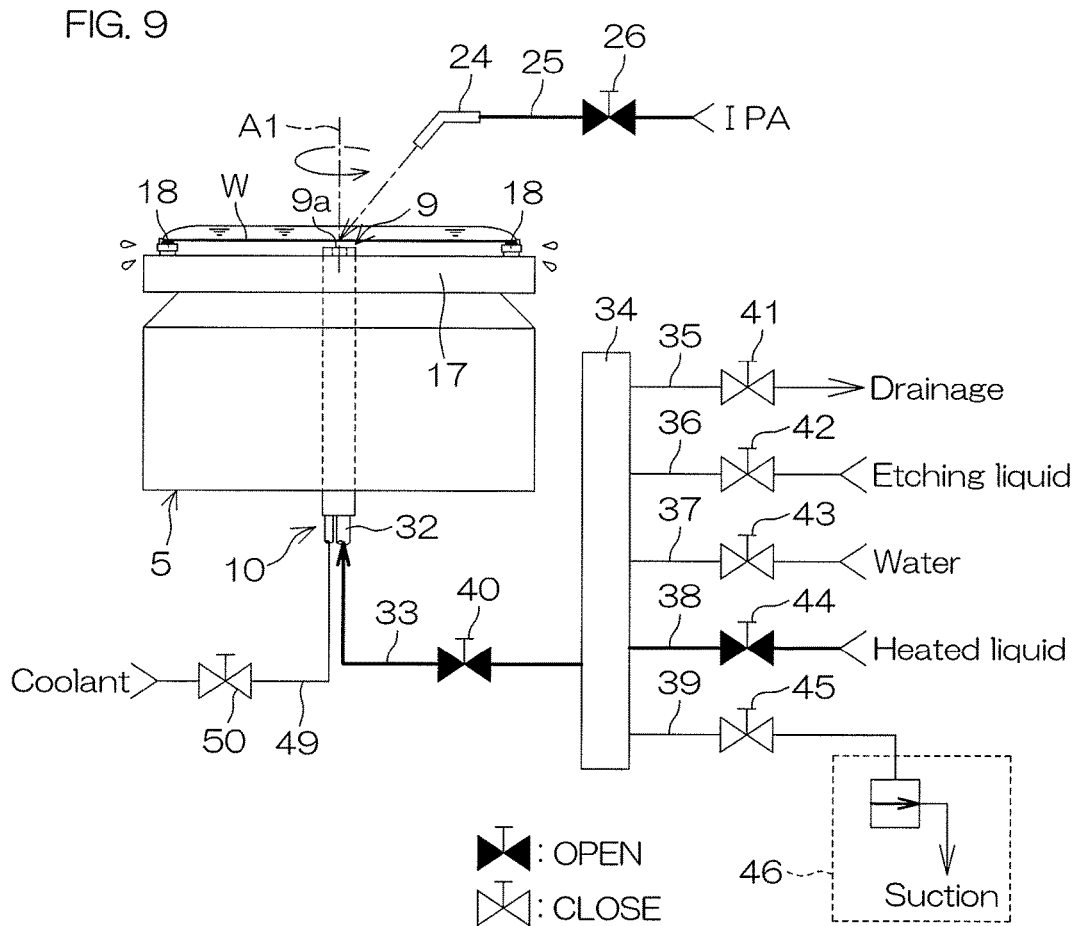 FIG. 9
26
24
25
A1
IPA
18
W
9a
9
18
34
41
35
17
Drainage
36
42
Etching liquid
37
43
32
5
10
Water
40
38
44
33
Heated liquid
Coolant
39
45
50
49
: OPEN
46
Suction
: CLOSE